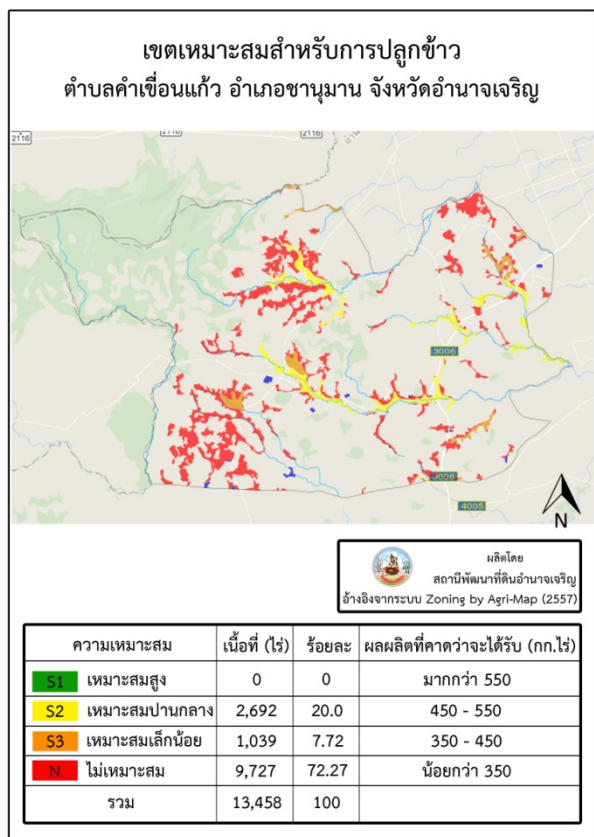 เขตเหมาะสมสำหรับการปลูกข้าว
ตำบลคำเขื่อนแก้ว อำเภอชานุมาน จังหวัดอำนาจเจริญ
2116
2116
3006
4005
N
ผลิตโดย
สถานีพัฒนาที่ดินอำนาจเจริญ
อ้างอิงจากระบบ Zoning by Agri-Map (2557)
ความเหมาะสม เนื้อที่ (ไร่) ร้อยละ ผลผลิตที่คาดว่าจะได้รับ (กก.ไร่)
S1 เหมาะสมสูง 0 0 มากกว่า 550
S2 เหมาะสมปานกลาง 2,692 20.0 450 - 550
S3 เหมาะสมเล็กน้อย 1,039 7.72 350 - 450
N ไม่เหมาะสม 9,727 72.27 น้อยกว่า 350
รวม 13,458 100